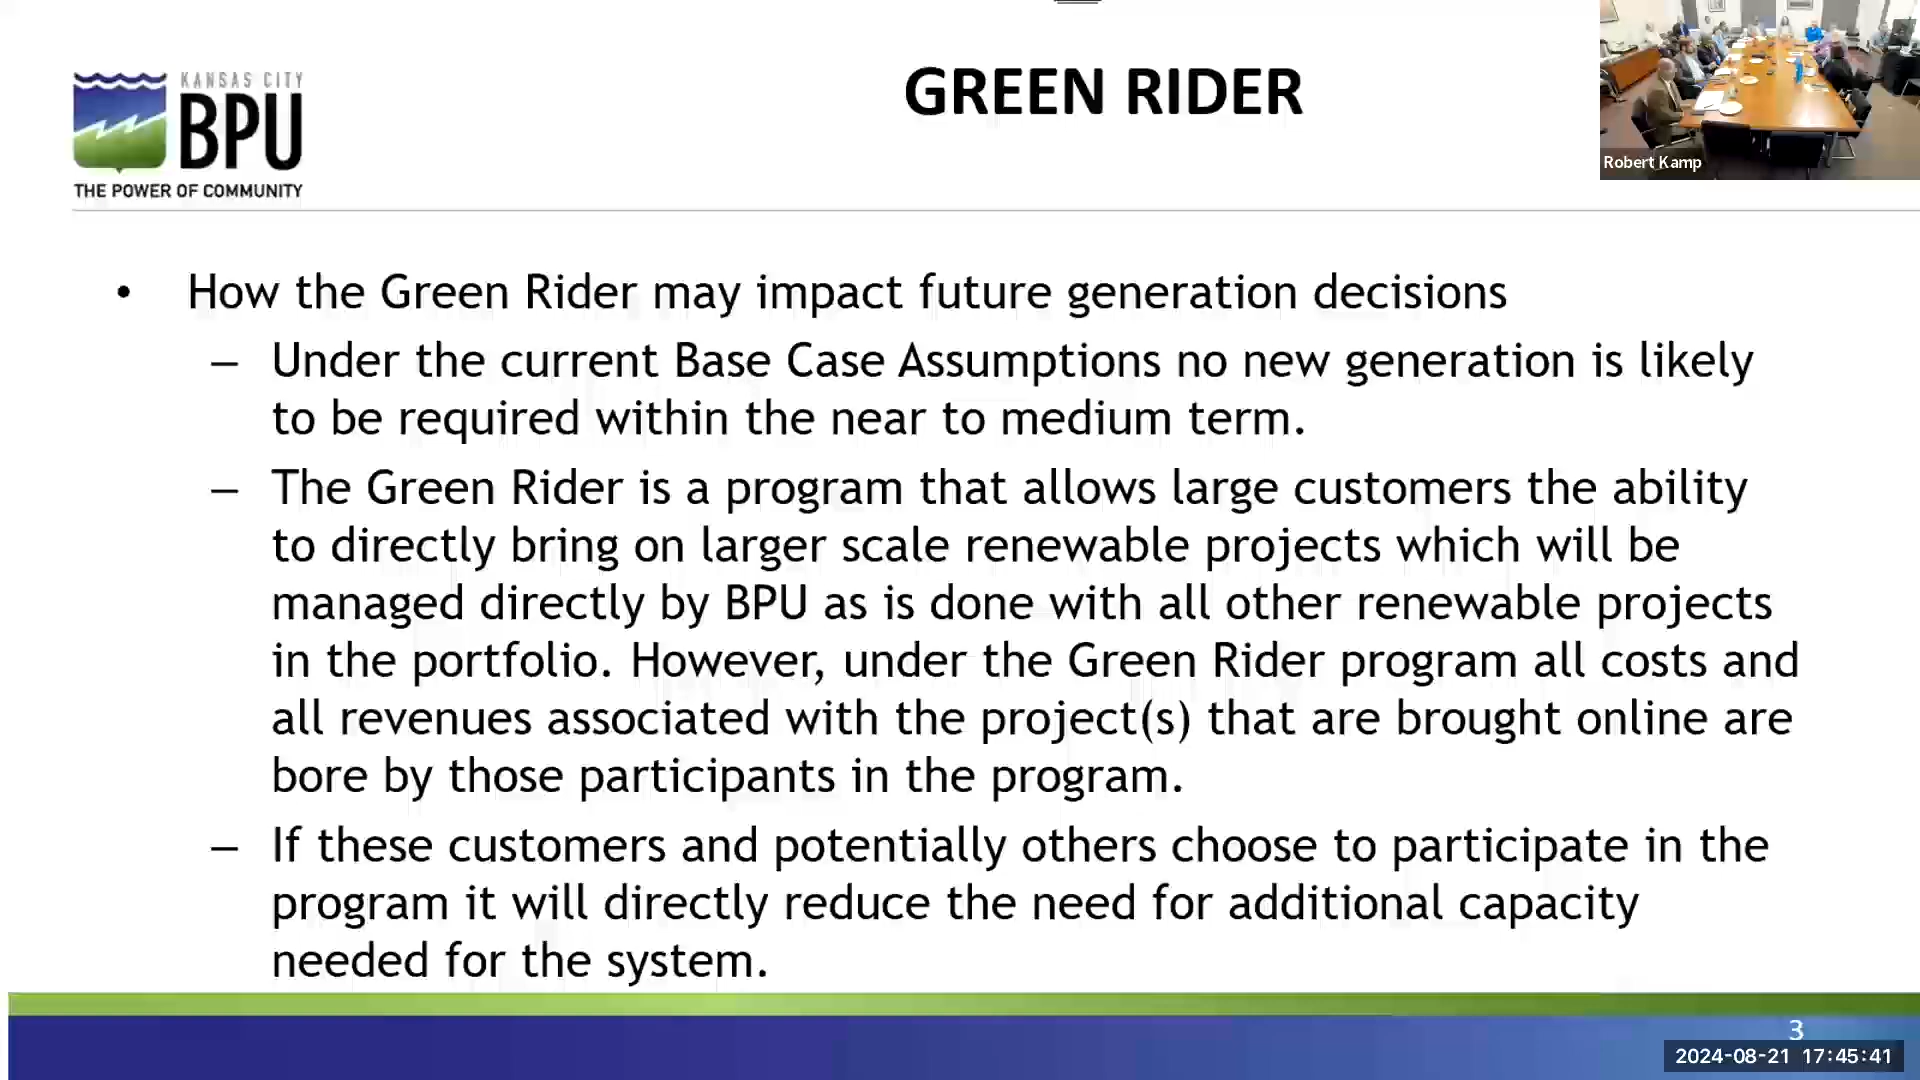 KANSAS CITY
BPU
THE POWER OF COMMUNITY
GREEN RIDER
Robert Kamp
• How the Green Rider may impact future generation decisions
– Under the current Base Case Assumptions no new generation is likely
to be required within the near to medium term.
– The Green Rider is a program that allows large customers the ability
to directly bring on larger scale renewable projects which will be
managed directly by BPU as is done with all other renewable projects
in the portfolio. However, under the Green Rider program all costs and
all revenues associated with the project(s) that are brought online are
bore by those participants in the program.
– If these customers and potentially others choose to participate in the
program it will directly reduce the need for additional capacity
needed for the system.
3
2024-08-21 17:45:41